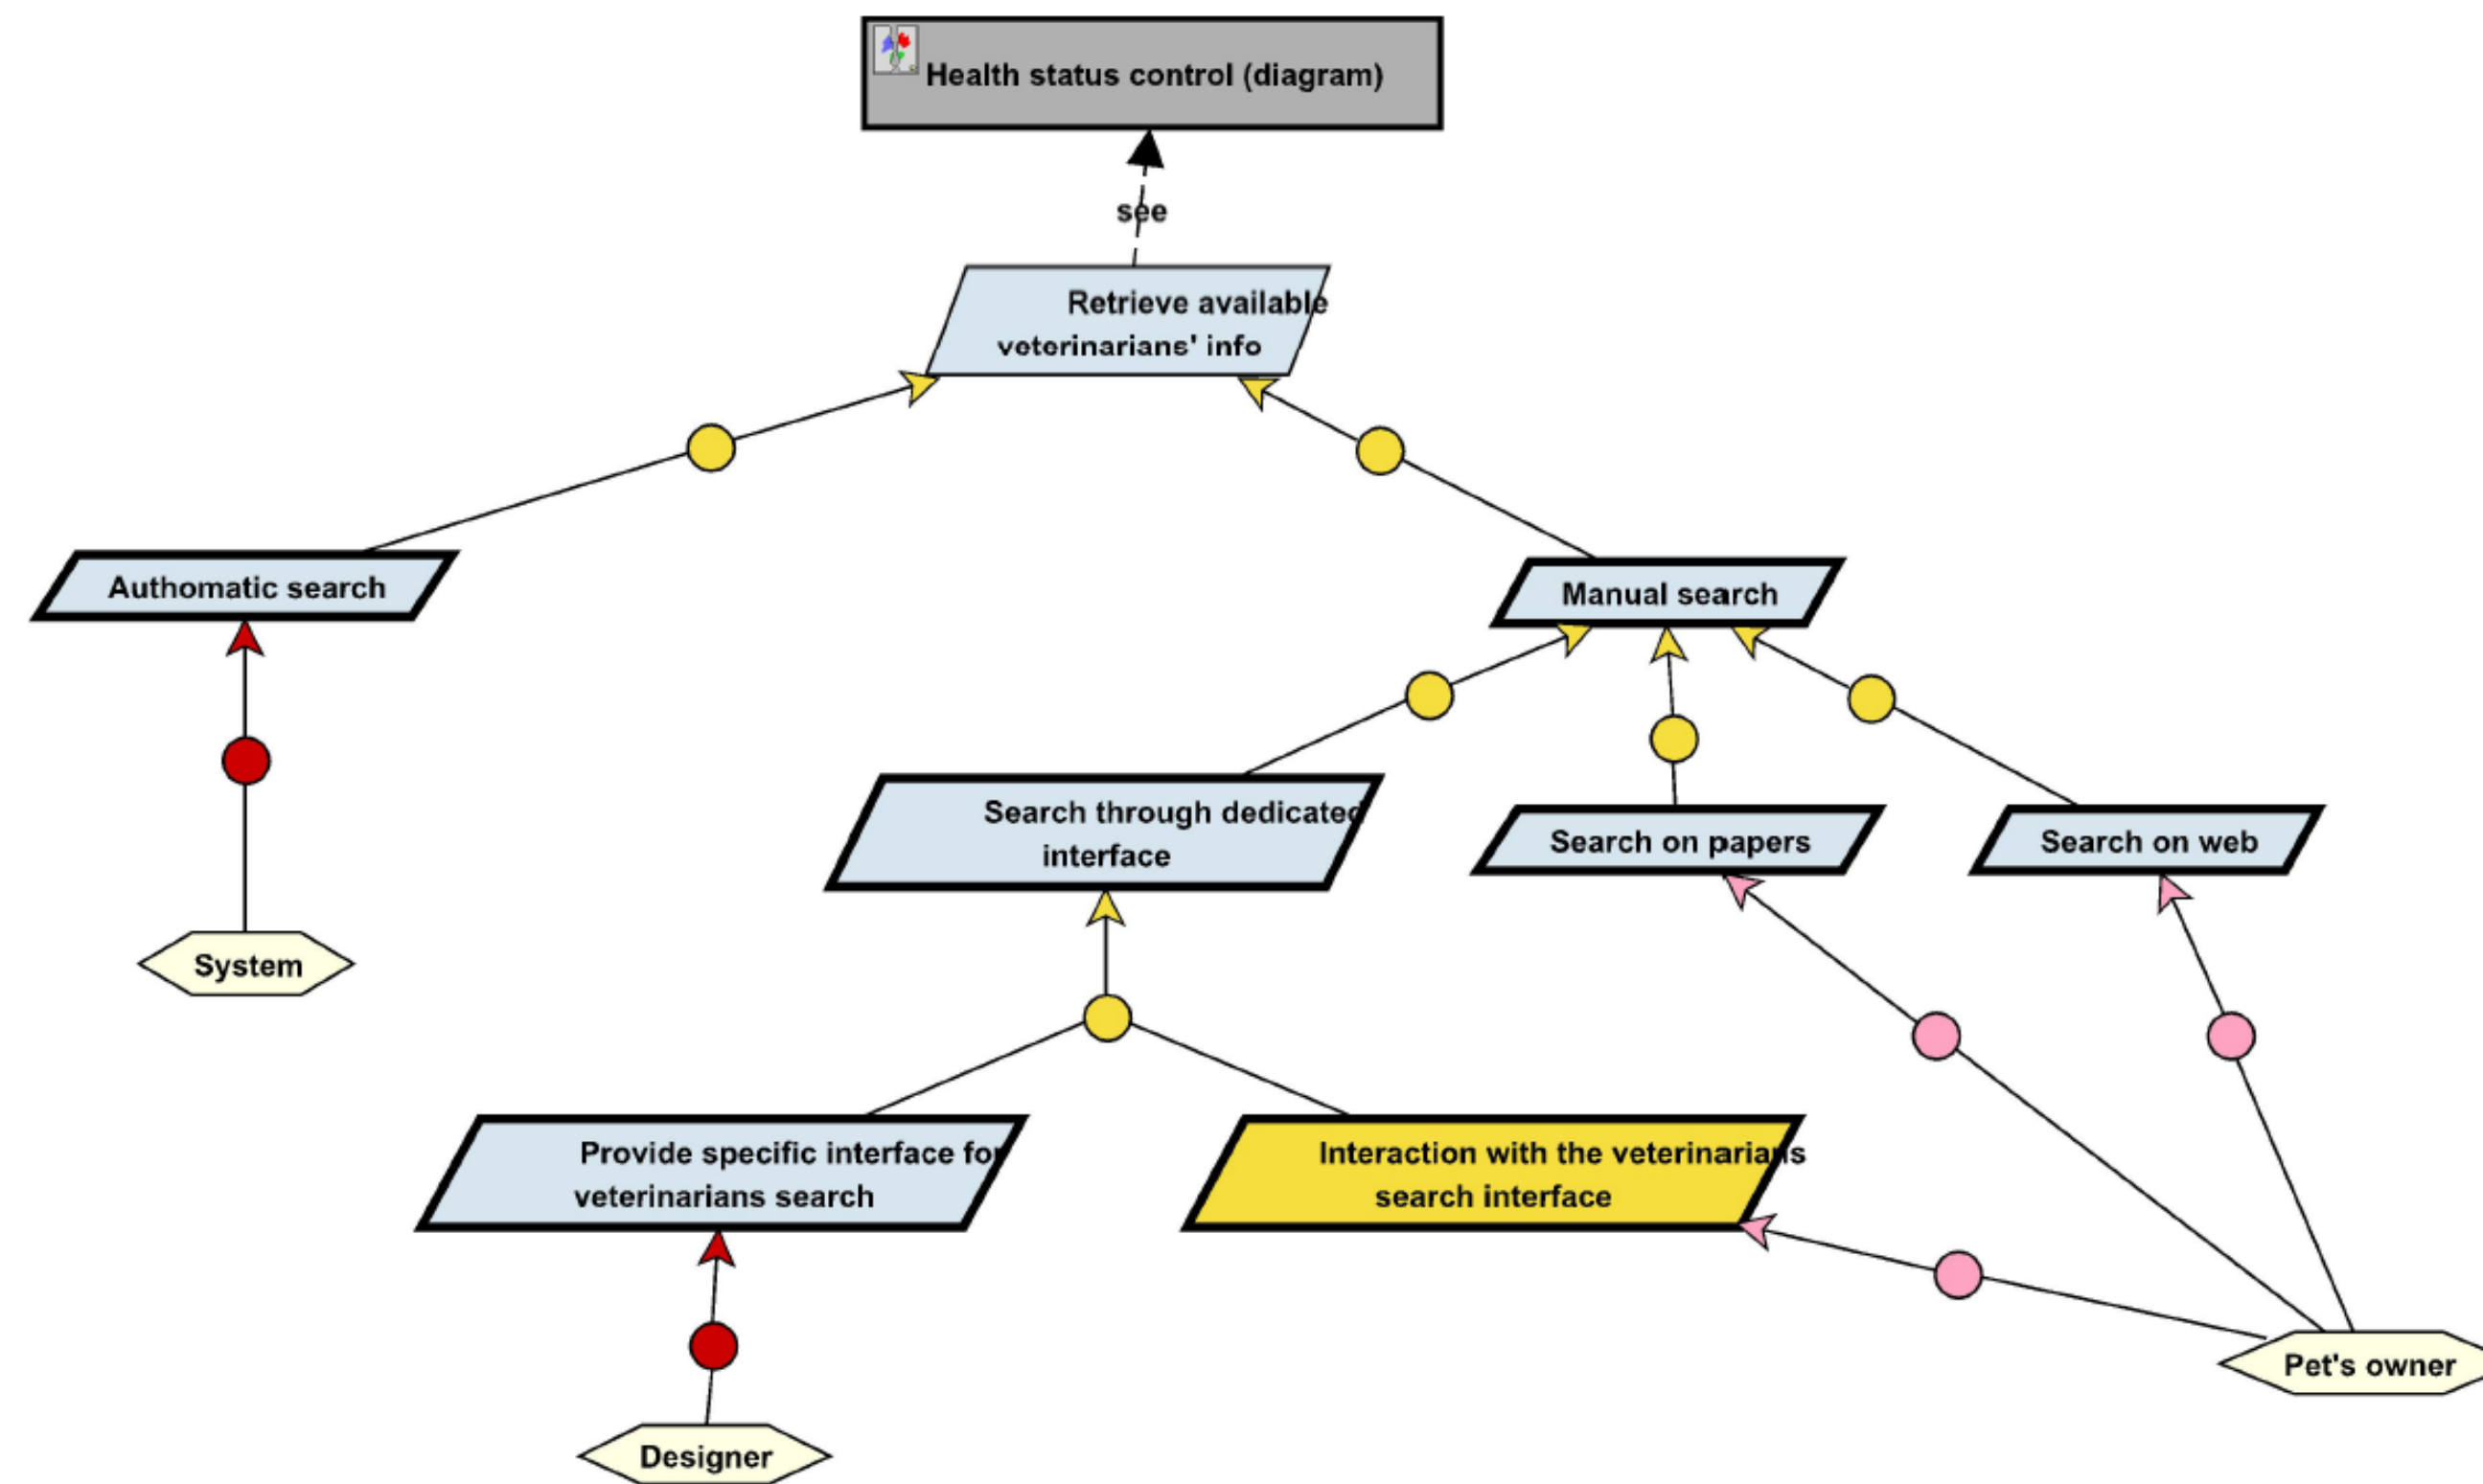 Health status control (diagram)
see
Retrieve available
veterinarians' info
Authomatic search
Manual search
Search through dedicated
interface
Search on papers
Search on web
System
Provide specific interface for
veterinarians search
Interaction with the veterinarians
search interface
Pet's owner
Designer